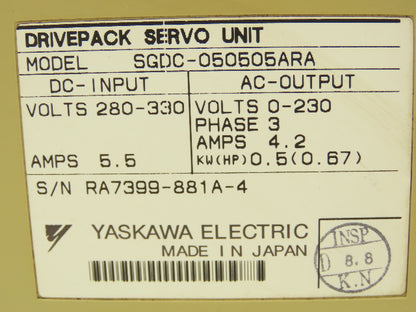 DRIVEPACK SERVO UNIT
MODEL SGDC-050505ARA
DC-INPUT AC-OUTPUT
VOLTS 280-330 VOLTS 0-230
PHASE 3
AMPS 4.2
AMPS 5.5 KW(HP) 0.5(0.67)
S/N RA7399-881A-4
YASKAWA ELECTRIC
MADE IN JAPAN
INSP
D 8.8
K.N